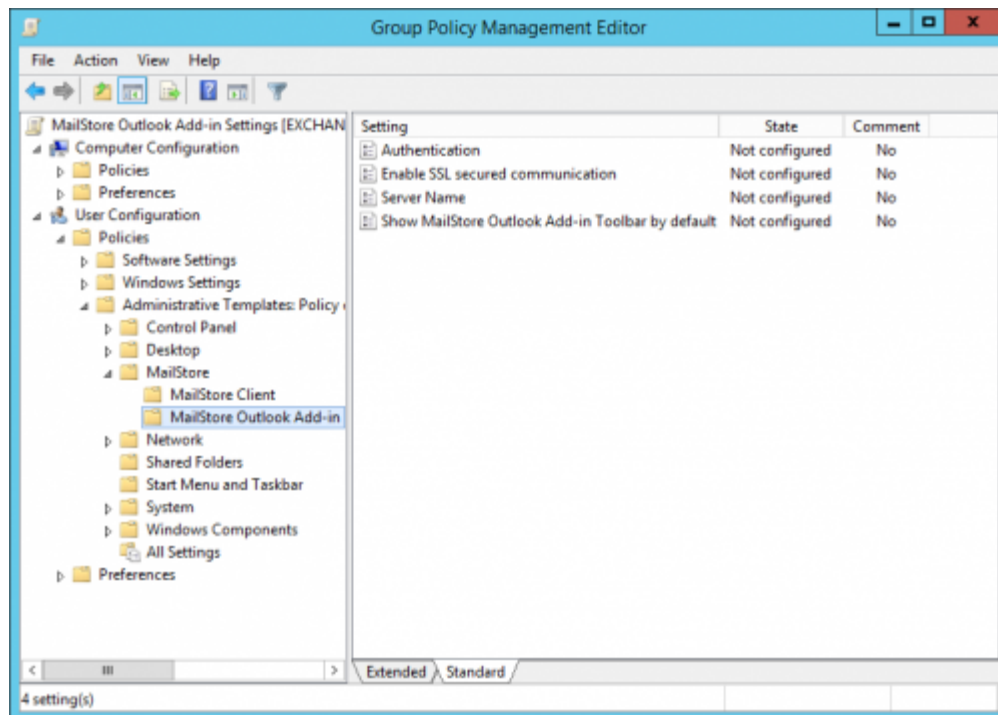 Group Policy Management Editor
File Action View Help
MailStore Outlook Add-in Settings [EXCHAN
Computer Configuration
Policies
Preferences
User Configuration
Policies
Software Settings
Windows Settings
Administrative Templates: Policy
Control Panel
Desktop
MailStore
MailStore Client
MailStore Outlook Add-in
Network
Shared Folders
Start Menu and Taskbar
System
Windows Components
All Settings
Preferences
Setting State Comment
Authentication Not configured No
Enable SSL secured communication Not configured No
Server Name Not configured No
Show MailStore Outlook Add-in Toolbar by default Not configured No
Extended Standard
4 setting(s)